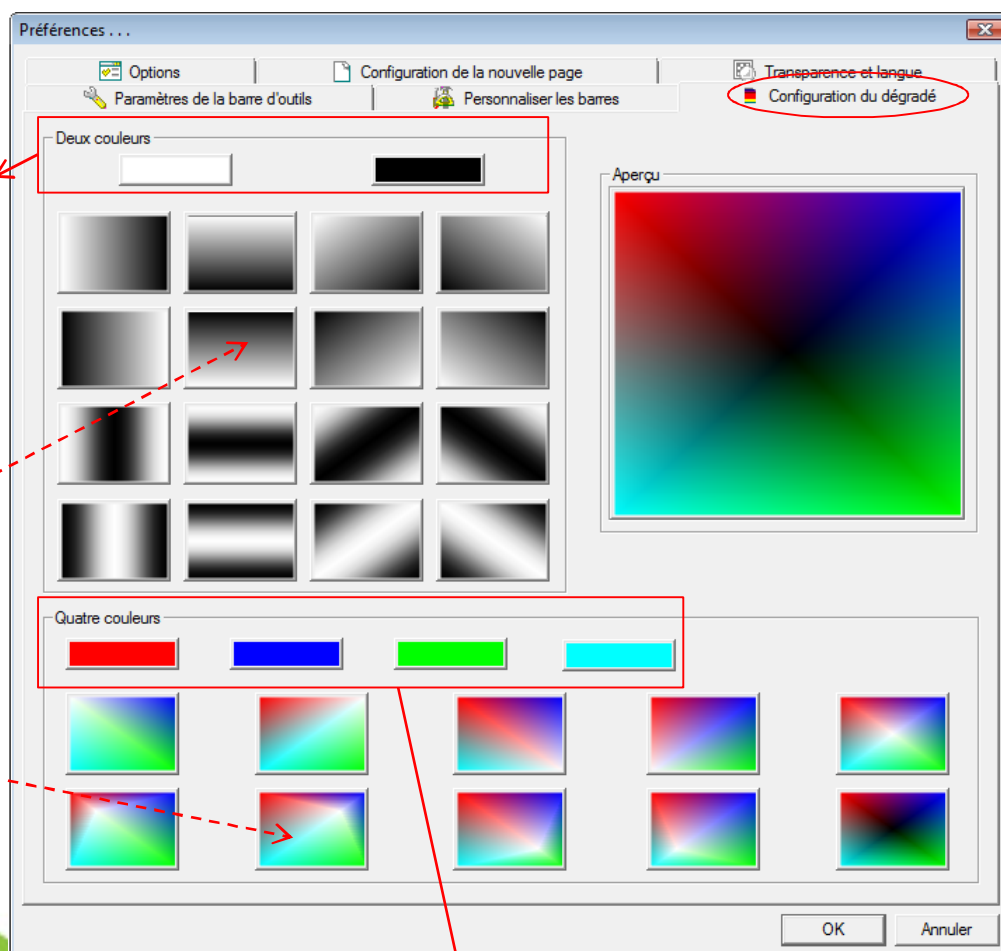 Préférences . . .
Options
Configuration de la nouvelle page
Transparence et langue
Paramètres de la barre d'outils
Personnaliser les barres
Configuration du dégradé
Deux couleurs
Aperçu
Quatre couleurs
OK
Annuler